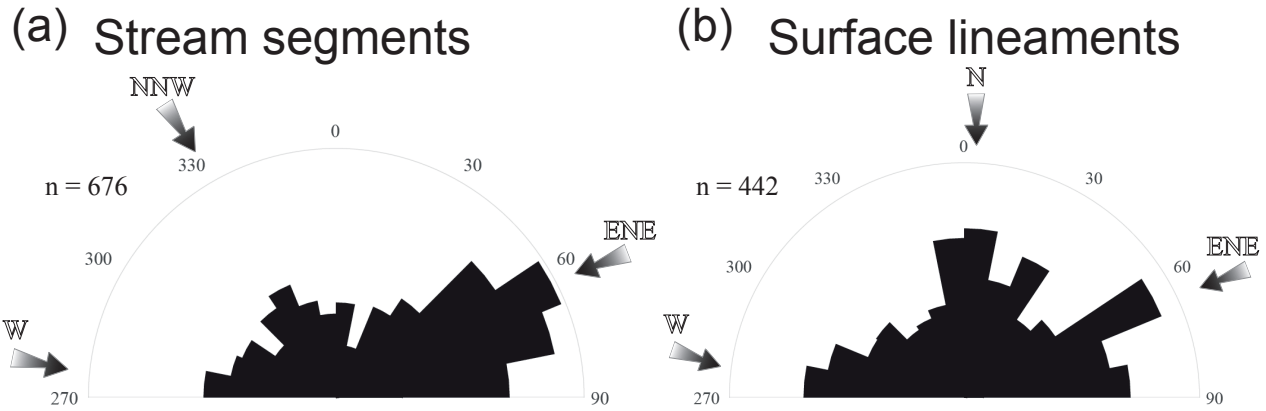 (a) Stream segments
NNW
0
330
30
n = 676
ENE
300
60
W
270
90
(b) Surface lineaments
N
0
330
30
n = 442
ENE
300
60
W
270
90